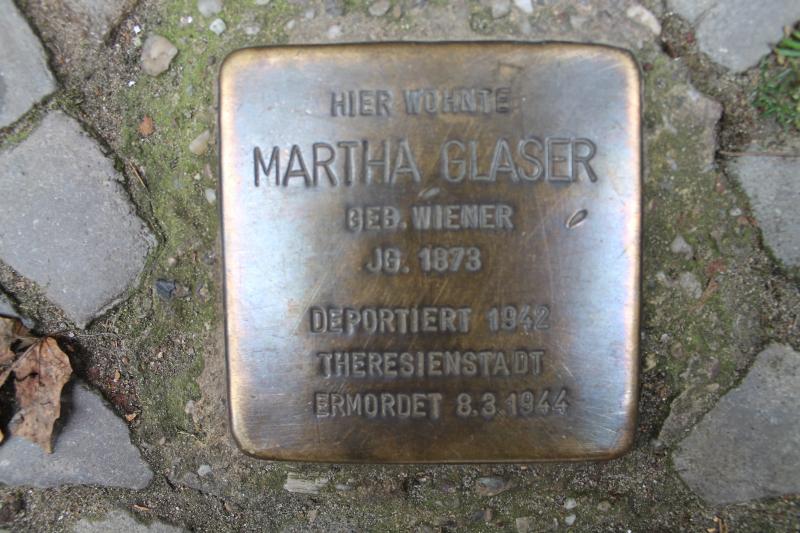 HIER WOHNTE
MARTHA GLASER
GEB. WIENER
JG. 1873
DEPORTIERT 1942
THERESIENSTADT
ERMORDET 8.3.1944